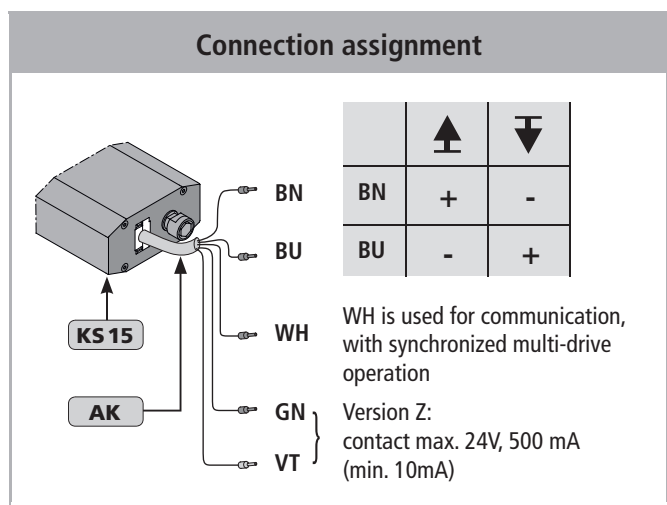 Connection assignment
BN
BU
WH
GN
VT
KS 15
AK
BN + -
BU - +
WH is used for communication,
with synchronized multi-drive
operation
Version Z:
contact max. 24V, 500 mA
(min. 10mA)